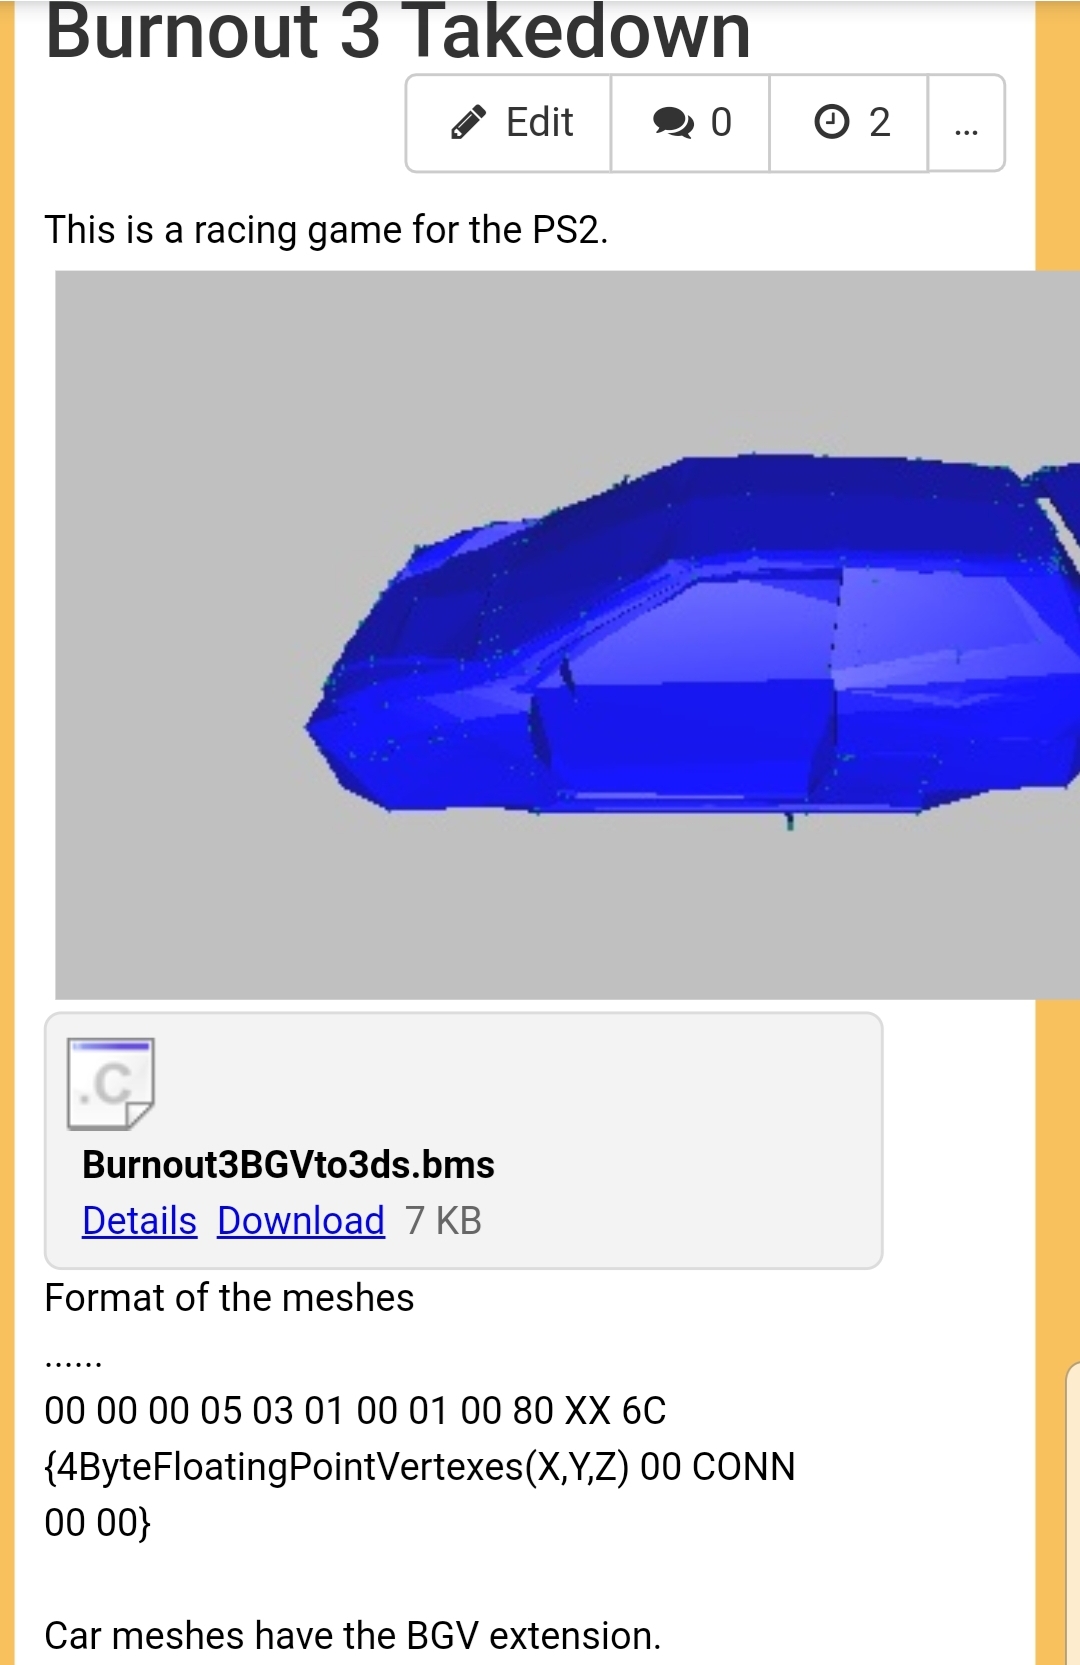 Burnout 3 Takedown
Edit 0 2 ...
This is a racing game for the PS2.
.C
Burnout3BGVto3ds.bms
Details Download 7 KB
Format of the meshes
......
00 00 00 05 03 01 00 01 00 80 XX 6C
{4ByteFloatingPointVertexes(X,Y,Z) 00 CONN
00 00}
Car meshes have the BGV extension.